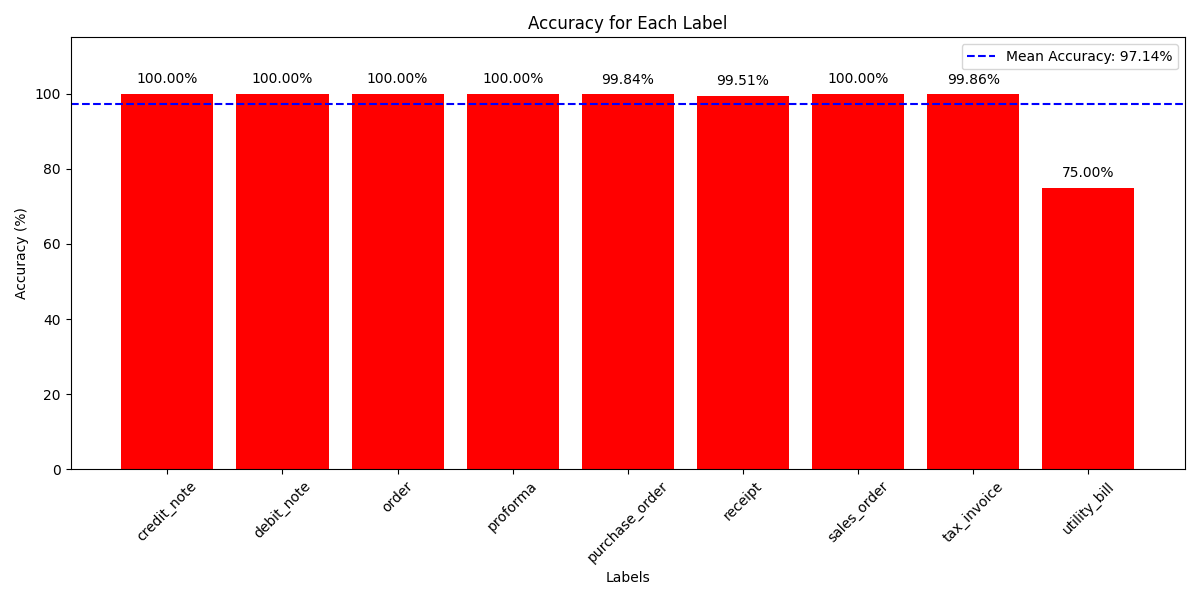 Accuracy for Each Label
Mean Accuracy: 97.14%
100.00% 100.00% 100.00% 100.00% 99.84% 99.51% 100.00% 99.86%
75.00%
100
80
60
40
20
0
Accuracy (%)
credit_note debit_note order proforma purchase_order receipt sales_order tax_invoice utility_bill
Labels